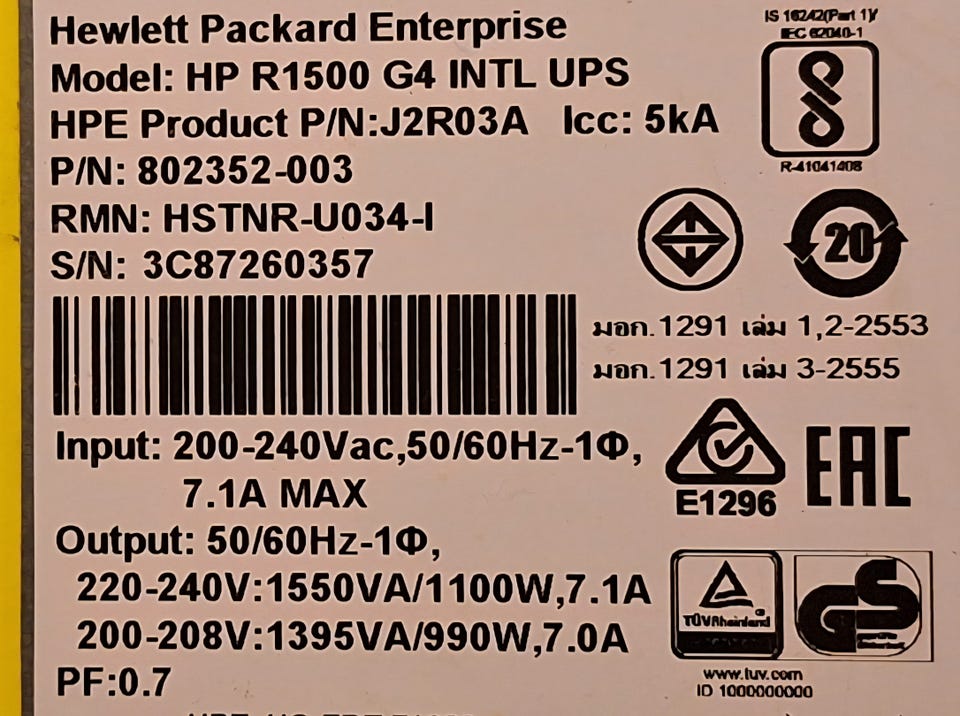 Hewlett Packard Enterprise
Model: HP R1500 G4 INTL UPS
HPE Product P/N:J2R03A Icc: 5kA
P/N: 802352-003
RMN: HSTNR-U034-I
S/N: 3C87260357
IS 16242(Part 1)/
IEC 62040-1
R-41041408
20
มอก.1291 เล่ม 1,2-2553
มอก.1291 เล่ม 3-2555
Input: 200-240Vac,50/60Hz-1Φ,
7.1A MAX
E1296
EAC
Output: 50/60Hz-1Φ,
220-240V:1550VA/1100W,7.1A
200-208V:1395VA/990W,7.0A
PF:0.7
TÜVRheinland
GS
www.tuv.com
ID 1000000000